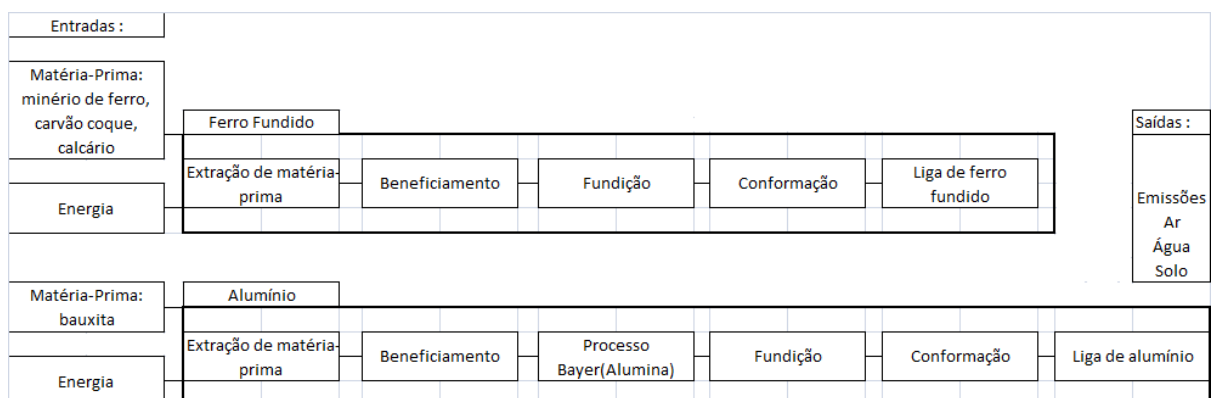 Entradas :
Matéria-Prima:
minério de ferro,
carvão coque,
calcário
Energia
Ferro Fundido
Extração de matéria-
prima
Beneficiamento
Fundição
Conformação
Liga de ferro
fundido
Saídas :
Emissões
Ar
Água
Solo
Matéria-Prima:
bauxita
Energia
Alumínio
Extração de matéria-
prima
Beneficiamento
Processo
Bayer(Alumina)
Fundição
Conformação
Liga de alumínio